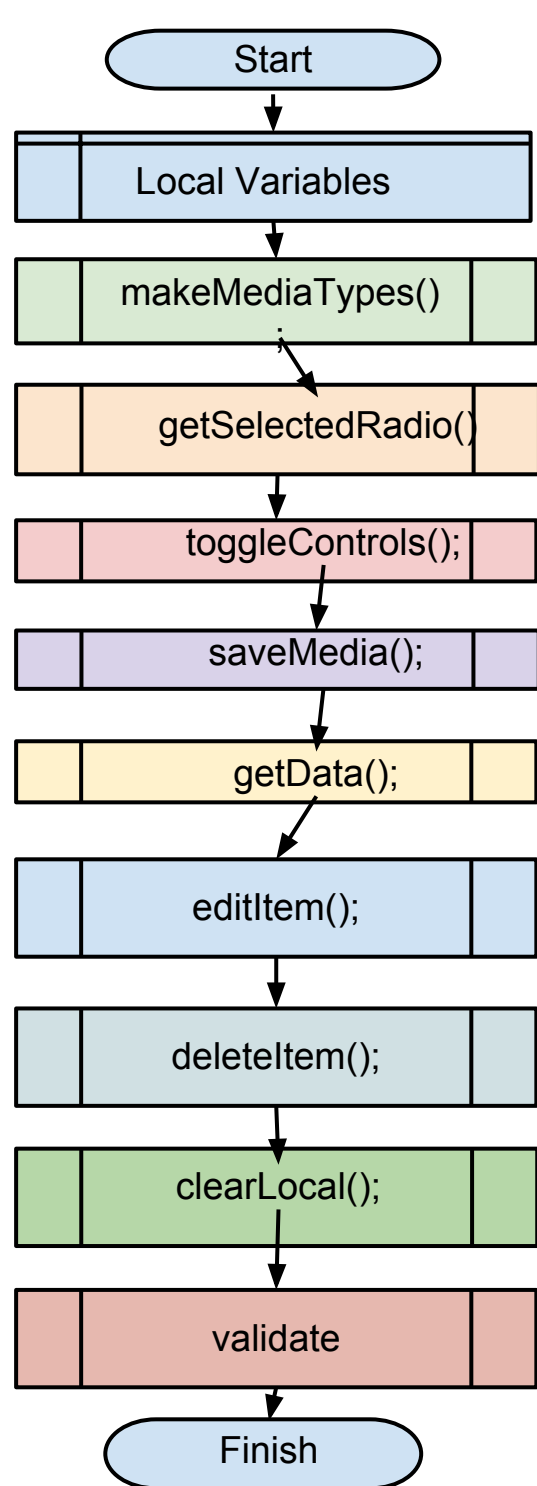 Start
Local Variables
makeMediaTypes()
;
getSelectedRadio()
toggleControls();
saveMedia();
getData();
editItem();
deleteItem();
clearLocal();
validate
Finish